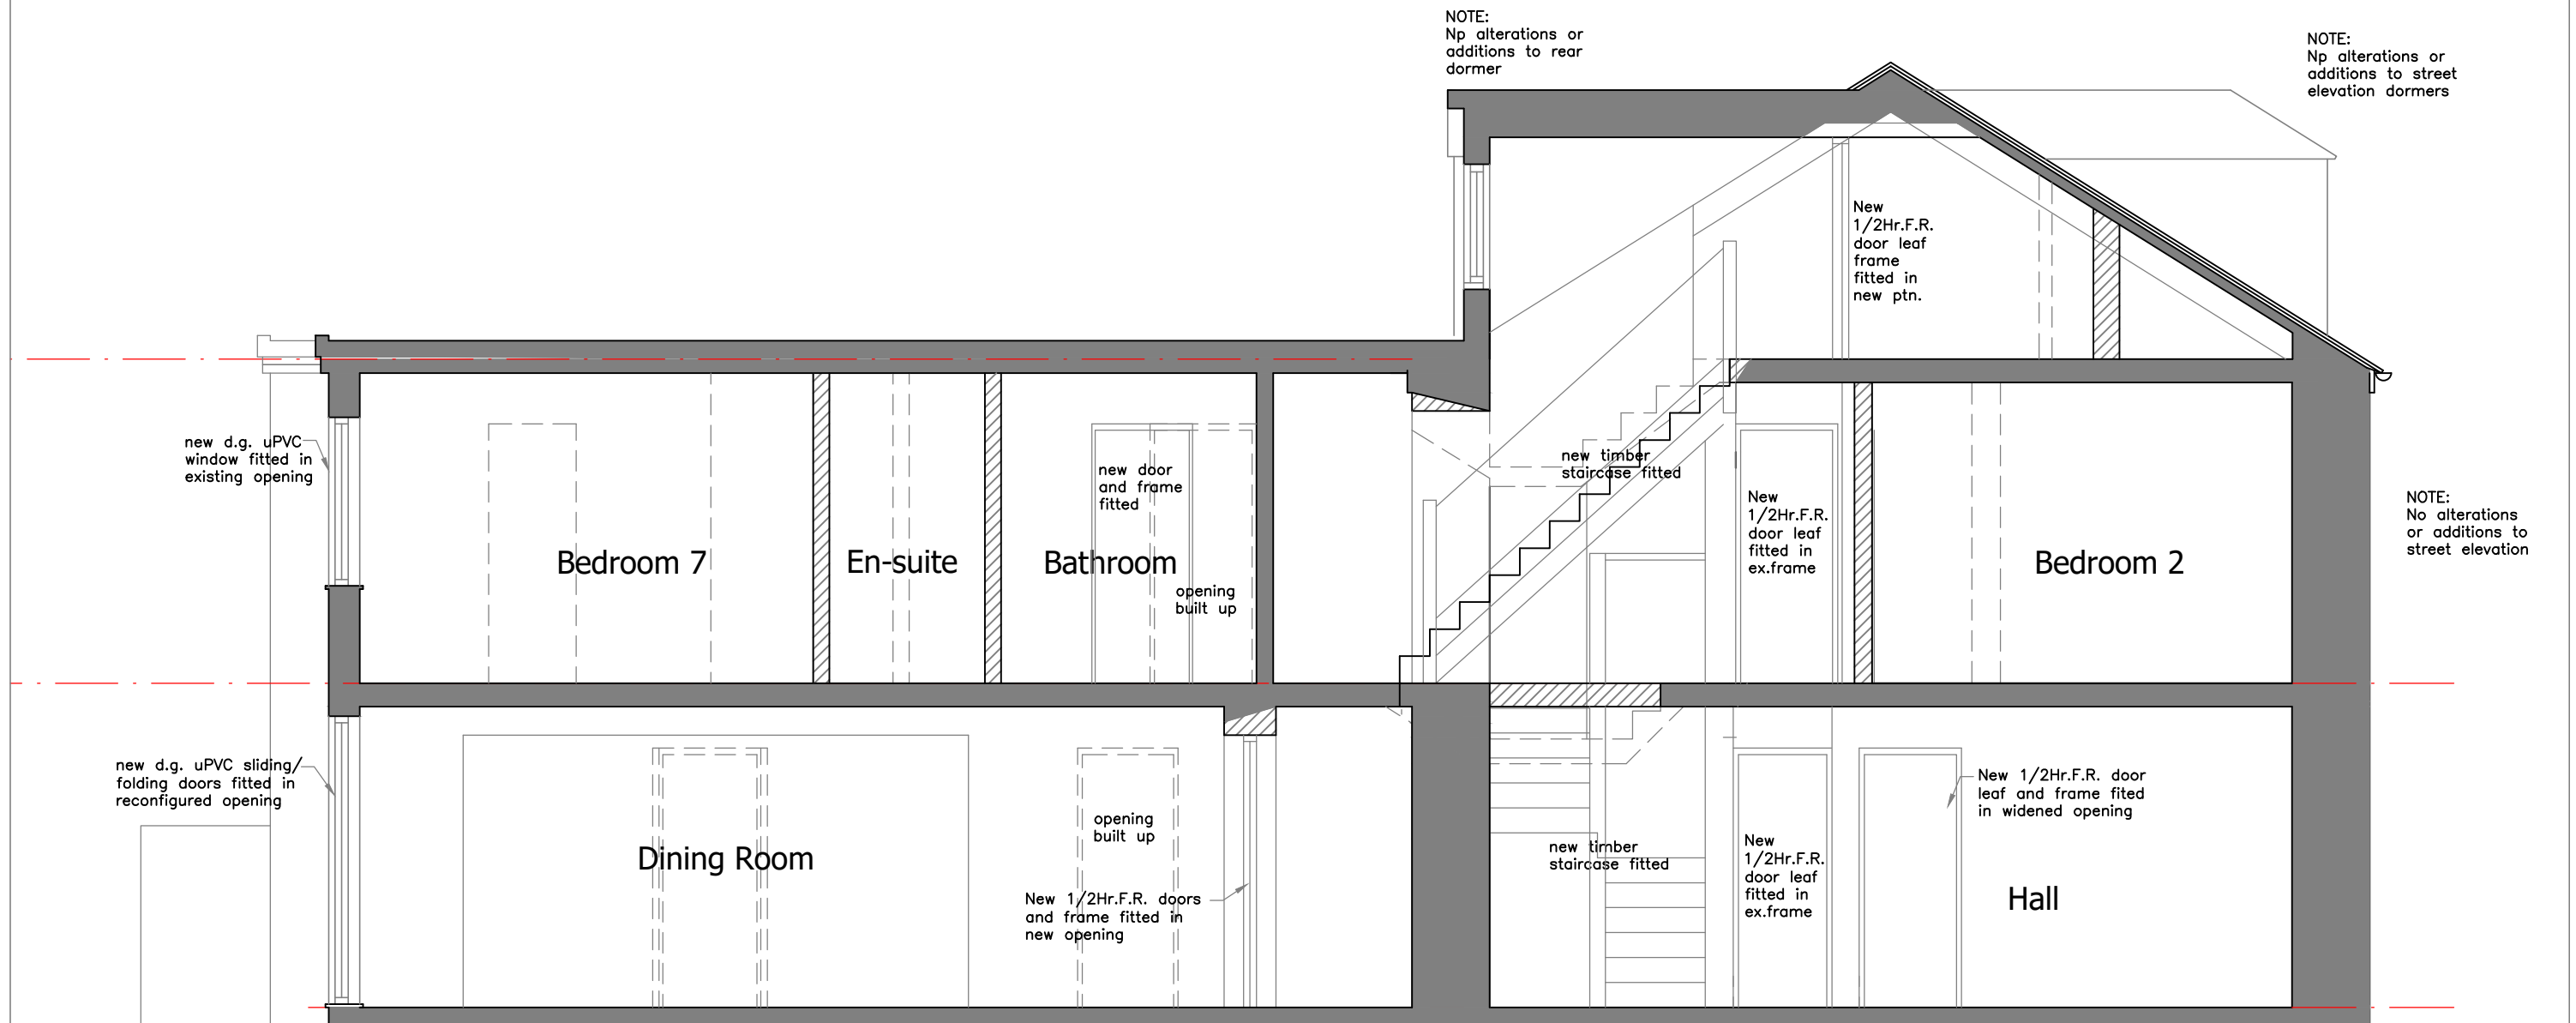 NOTE:
Np alterations or
additions to rear
dormer
NOTE:
Np alterations or
additions to street
elevation dormers
New
1/2Hr.F.R.
door leaf
frame
fitted in
new ptn.
new d.g. uPVC
window fitted in
existing opening
Bedroom 7
En-suite
Bathroom
new door
and frame
fitted
opening
built up
new timber
staircase fitted
New
1/2Hr.F.R.
door leaf
fitted in
ex.frame
Bedroom 2
NOTE:
No alterations
or additions to
street elevation
new d.g. uPVC sliding/
folding doors fitted in
reconfigured opening
Dining Room
opening
built up
New 1/2Hr.F.R. doors
and frame fitted in
new opening
new timber
staircase fitted
New
1/2Hr.F.R.
door leaf
fitted in
ex.frame
New 1/2Hr.F.R. door
leaf and frame fited
in widened opening
Hall